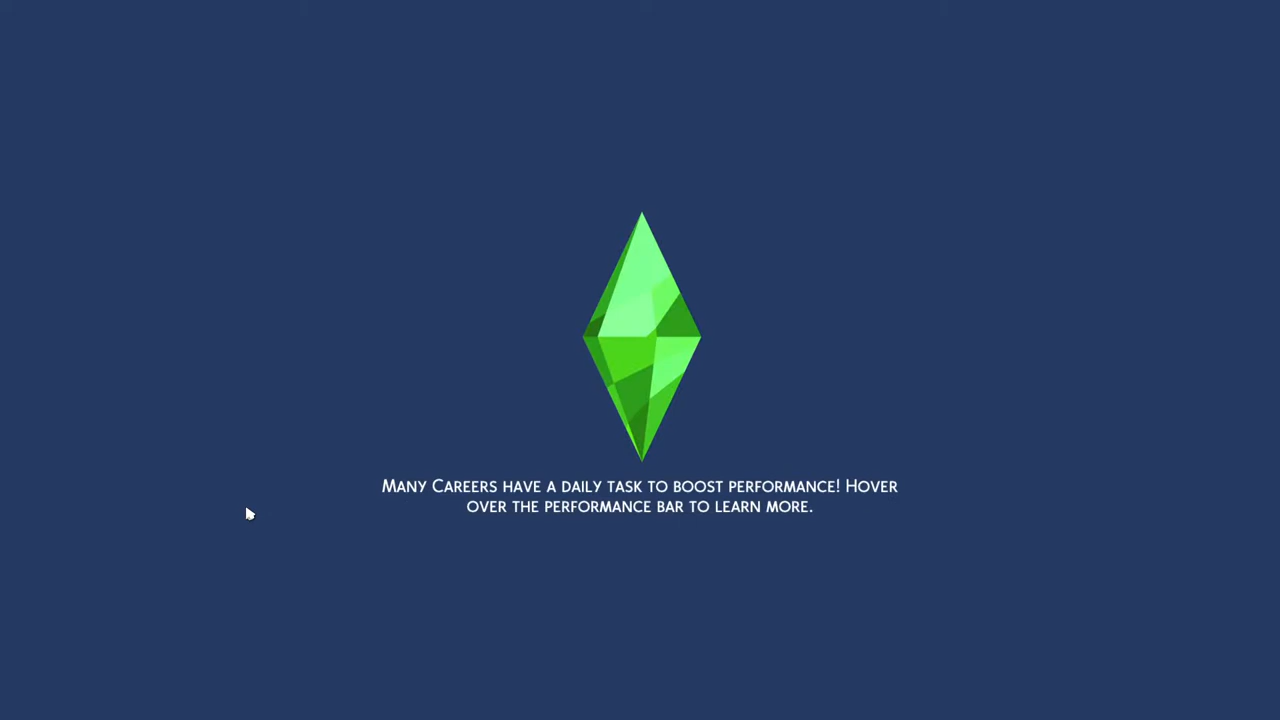 Many Careers have a daily task to boost performance! Hover
over the performance bar to learn more.